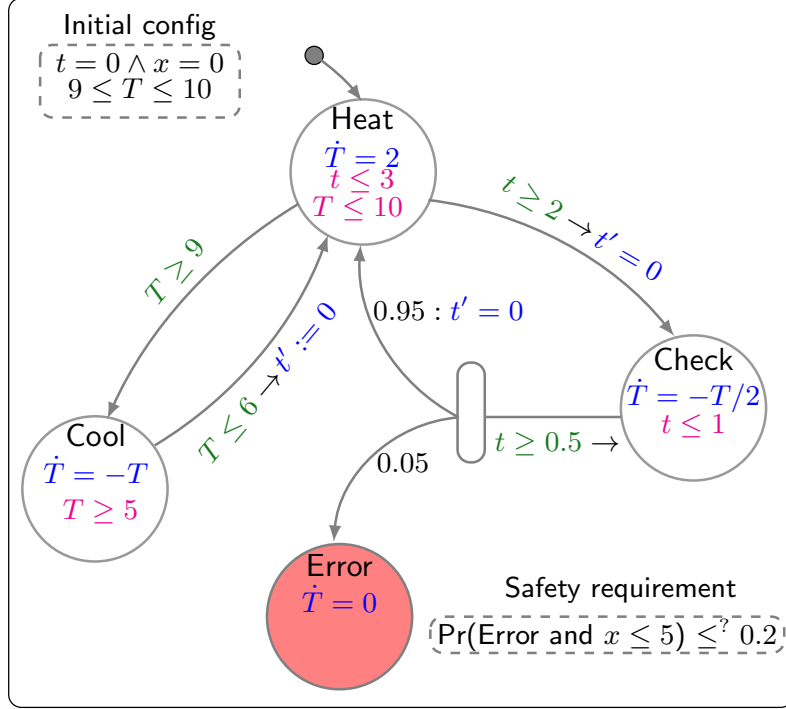 Initial config
t = 0 ∧ x = 0
9 ≤ T ≤ 10
Heat
Ṫ = 2
t ≤ 3
T ≤ 10
T ≥ 9
t ≥ 2 → t′ = 0
0.95 : t′ = 0
T ≤ 6 → t′ := 0
Check
Ṫ = −T/2
t ≤ 1
t ≥ 0.5 →
0.05
Cool
Ṫ = −T
T ≥ 5
Error
Ṫ = 0
Safety requirement
Pr(Error and x ≤ 5) ≤? 0.2